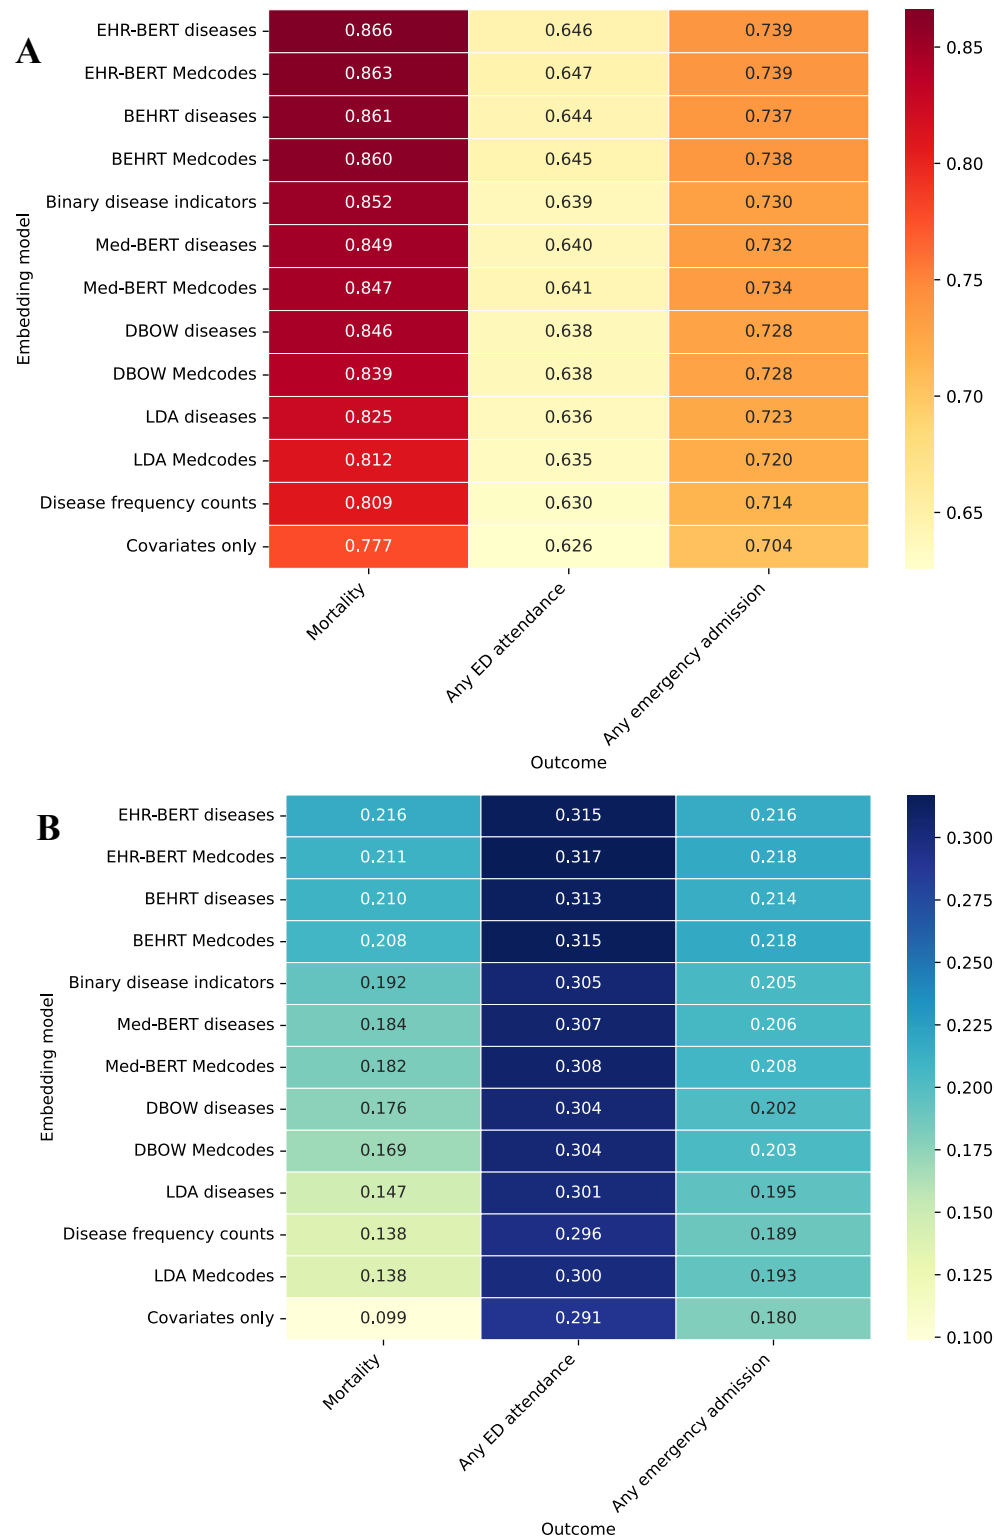 A
Embedding model
EHR-BERT diseases 0.866 0.646 0.739
EHR-BERT Medcodes 0.863 0.647 0.739
BEHRT diseases 0.861 0.644 0.737
BEHRT Medcodes 0.860 0.645 0.738
Binary disease indicators 0.852 0.639 0.730
Med-BERT diseases 0.849 0.640 0.732
Med-BERT Medcodes 0.847 0.641 0.734
DBOW diseases 0.846 0.638 0.728
DBOW Medcodes 0.839 0.638 0.728
LDA diseases 0.825 0.636 0.723
LDA Medcodes 0.812 0.635 0.720
Disease frequency counts 0.809 0.630 0.714
Covariates only 0.777 0.626 0.704
Mortality
Any ED attendance
Any emergency admission
Outcome
0.85
0.80
0.75
0.70
0.65
B
Embedding model
EHR-BERT diseases 0.216 0.315 0.216
EHR-BERT Medcodes 0.211 0.317 0.218
BEHRT diseases 0.210 0.313 0.214
BEHRT Medcodes 0.208 0.315 0.218
Binary disease indicators 0.192 0.305 0.205
Med-BERT diseases 0.184 0.307 0.206
Med-BERT Medcodes 0.182 0.308 0.208
DBOW diseases 0.176 0.304 0.202
DBOW Medcodes 0.169 0.304 0.203
LDA diseases 0.147 0.301 0.195
Disease frequency counts 0.138 0.296 0.189
LDA Medcodes 0.138 0.300 0.193
Covariates only 0.099 0.291 0.180
Mortality
Any ED attendance
Any emergency admission
Outcome
0.300
0.275
0.250
0.225
0.200
0.175
0.150
0.125
0.100